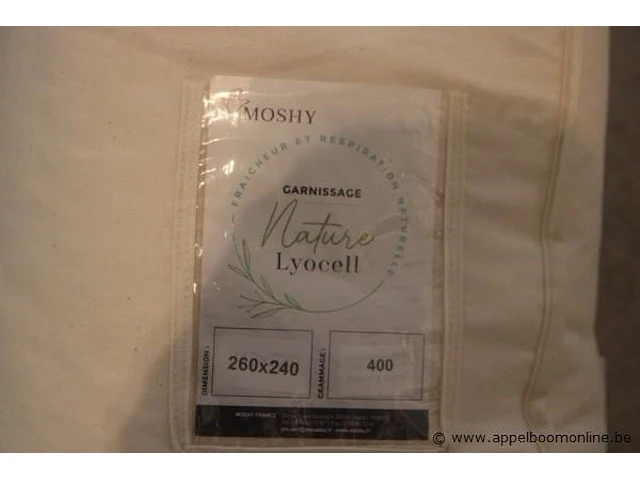 MOSHY
FRAICHEUR ET RESPIRATION NATURELLE
GARNISSAGE
Nature
Lyocell
DIMENSION :
260x240
GRAMMAGE :
400
MOSHY FRANCE
© www.appelboomonline.be